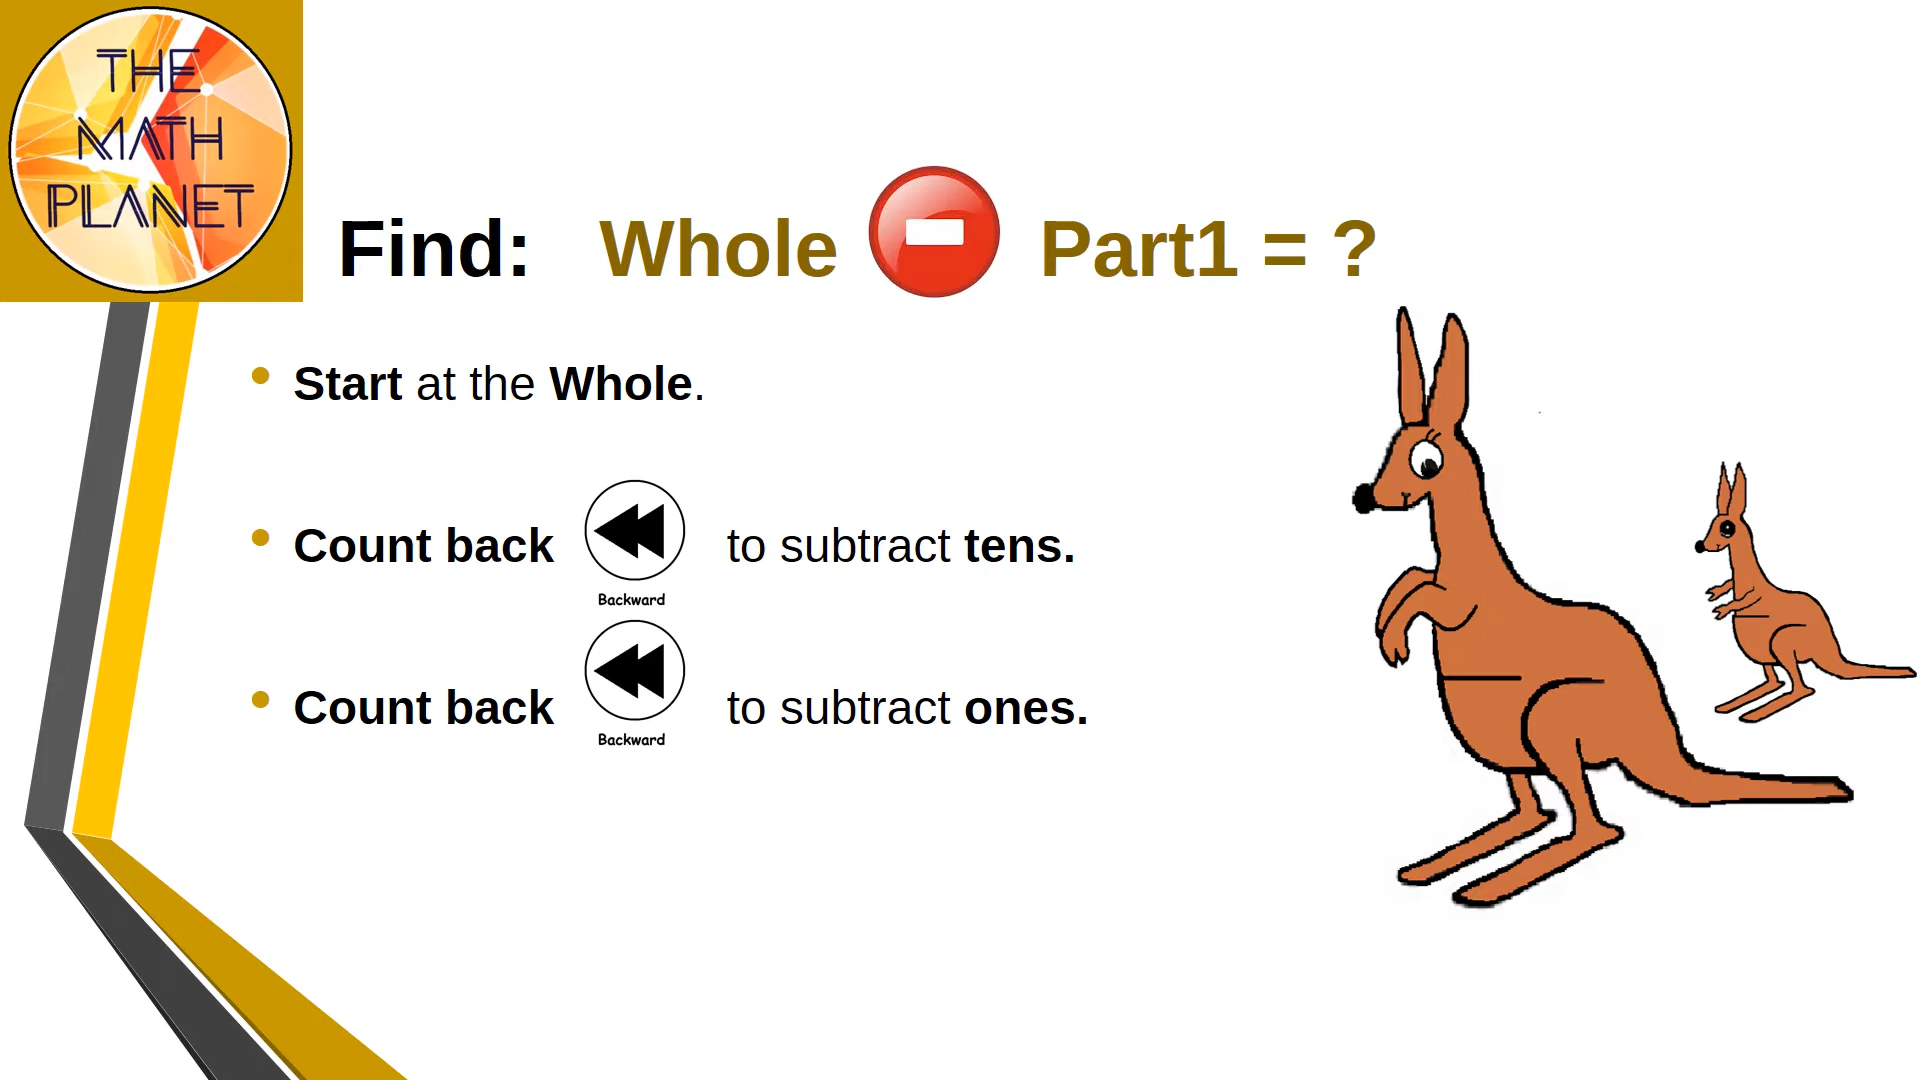 THE
MATH
PLANET
Find: Whole Part1 = ?
• Start at the Whole.
• Count back to subtract tens.
Backward
• Count back to subtract ones.
Backward